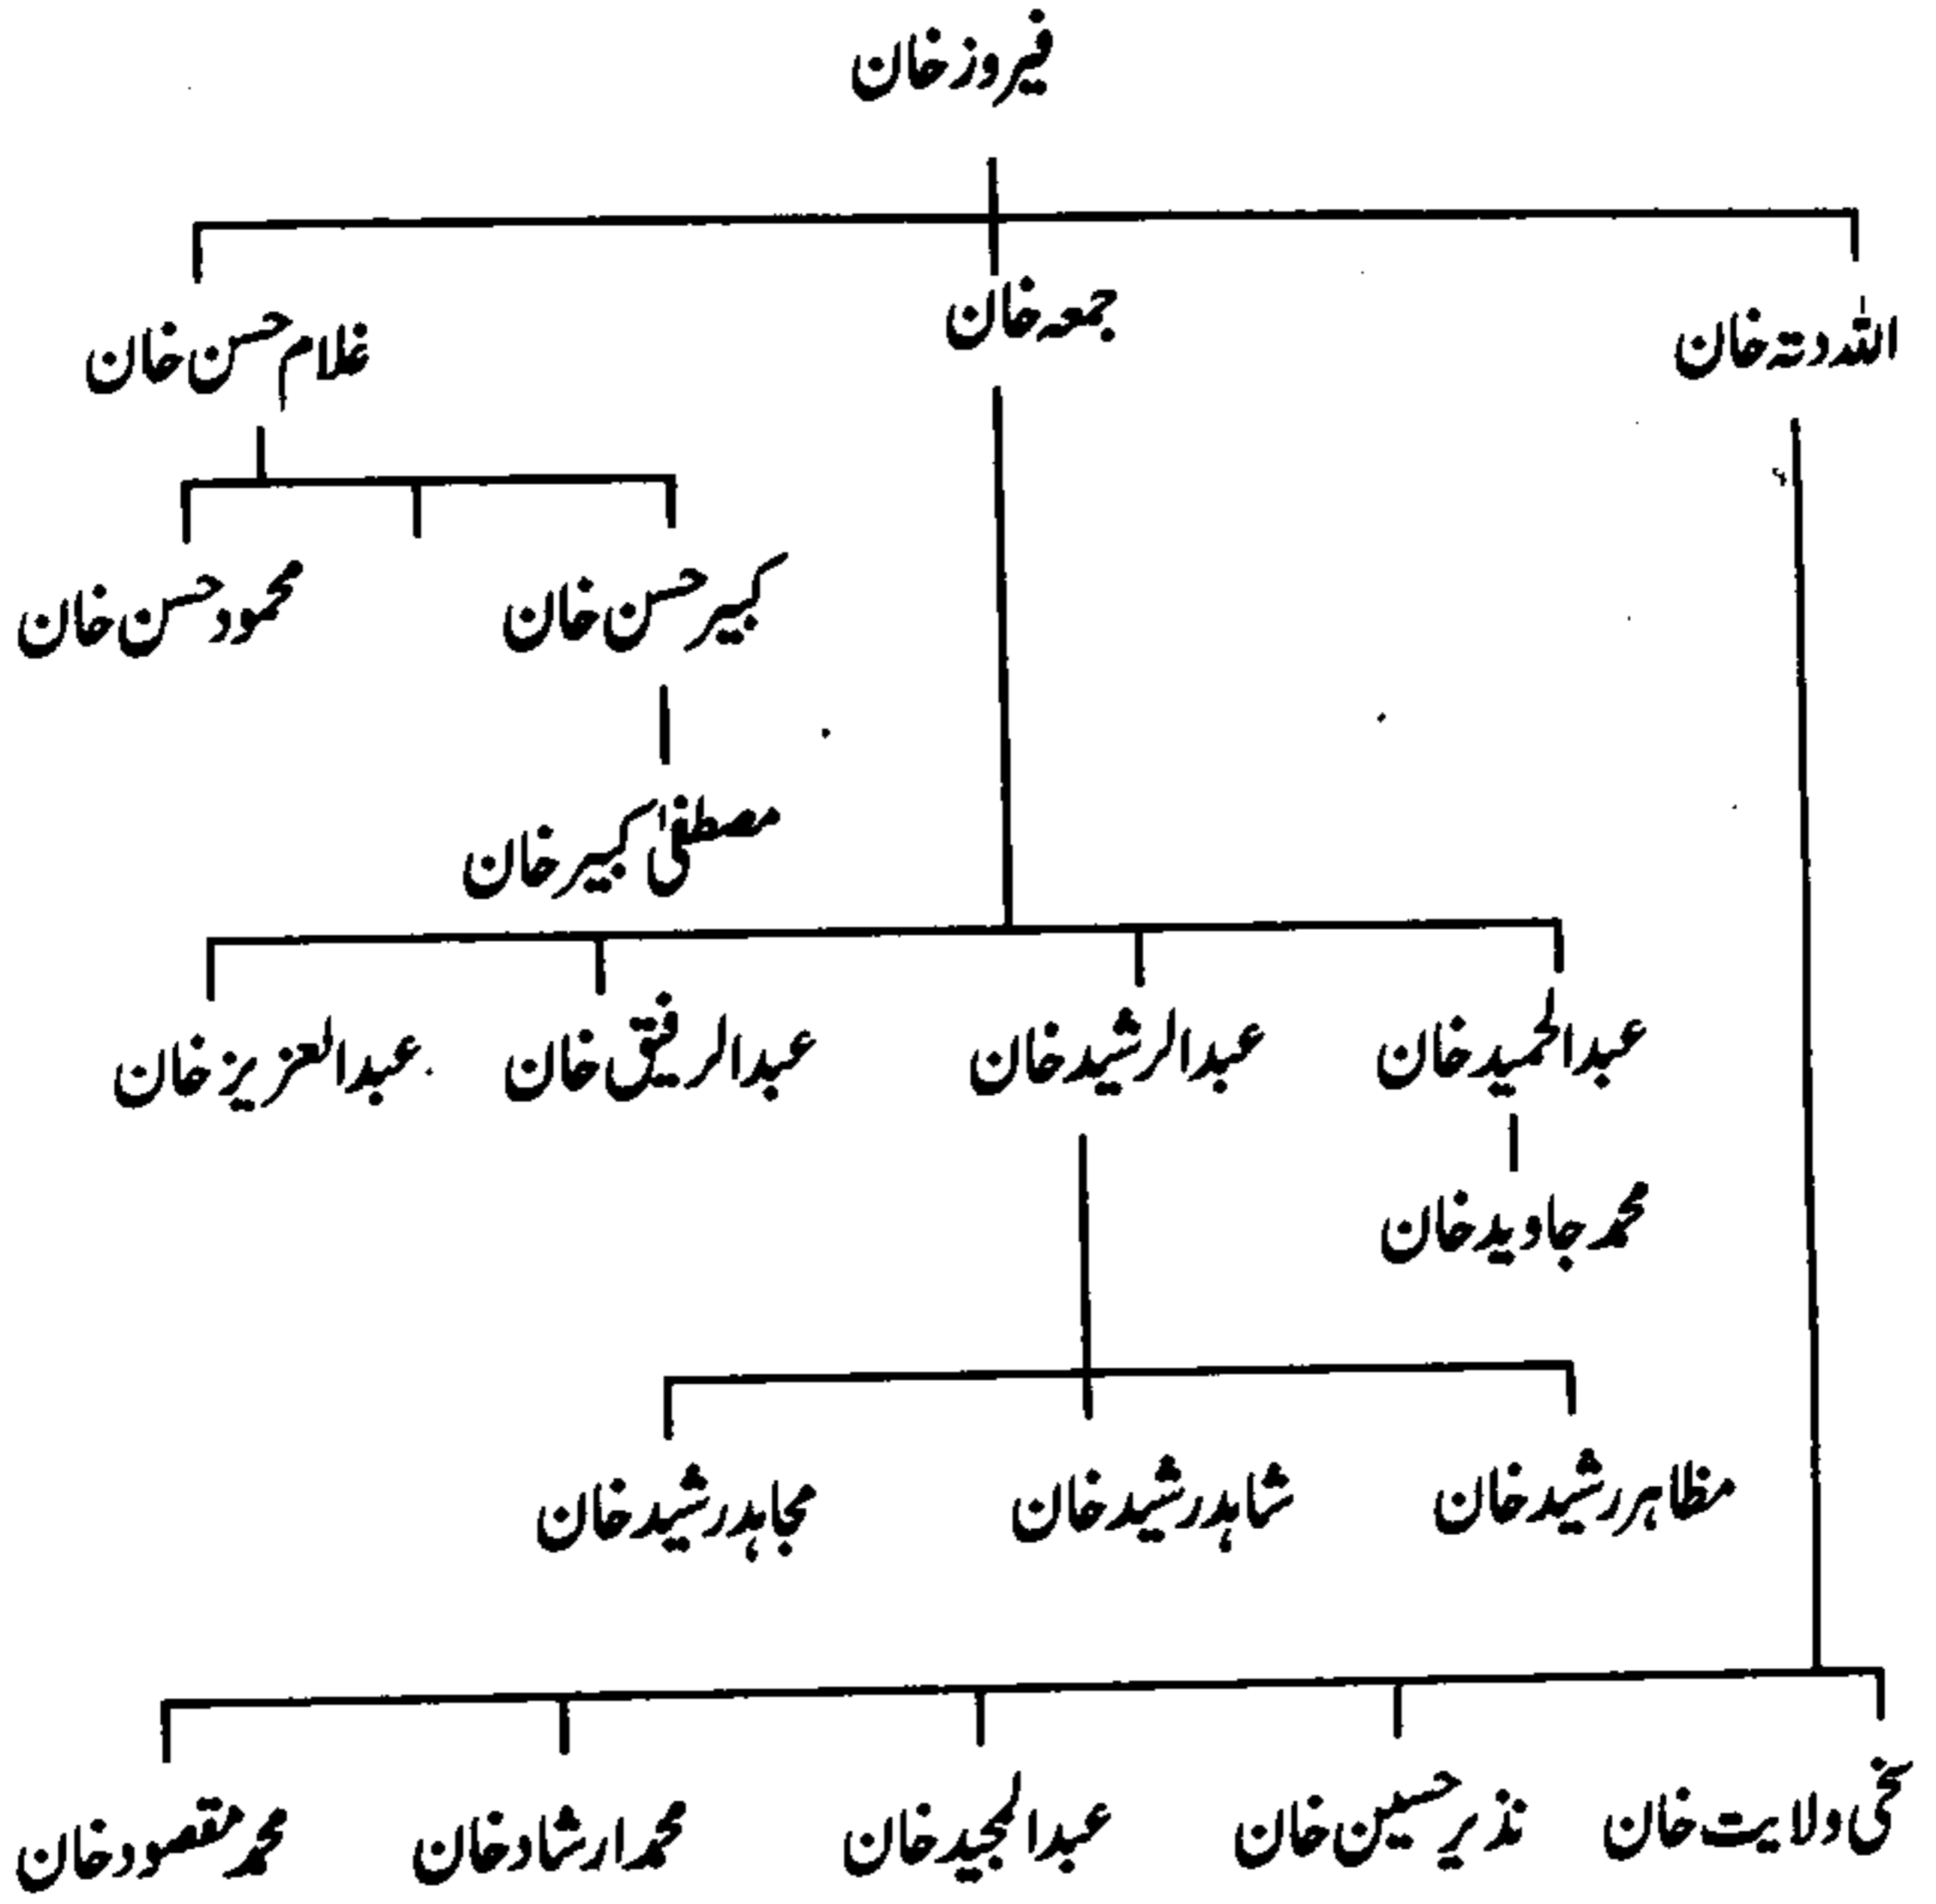 فیروز خان
اللہ دتہ خان
جمعہ خان
غلام حسن خان
کبیر حسن خان
محمود حسن خان
مصطفیٰ کبیر خان
عبدالحمید خان
عبدالرشید خان
عبدالرفیق خان
عبدالعزیز خان
محمد جاوید خان
مظاہر رشید خان
شاہد رشید خان
مجاہد رشید خان
سخی ولایت خان
نذیر حسین خان
عبدالمجید خان
محمد ارشاد خان
محمد مقصود خان